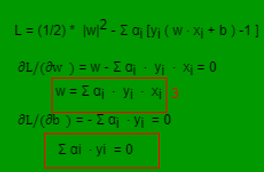 L = (1/2) * |w|² - Σ αᵢ [yᵢ ( w · xᵢ + b ) -1 ]
∂L/(∂w ) = w - Σ αᵢ · yᵢ · xᵢ = 0
w = Σ αᵢ · yᵢ · xᵢ 3
∂L/(∂b ) = - Σ αᵢ · yᵢ = 0
Σ αi · yi = 0